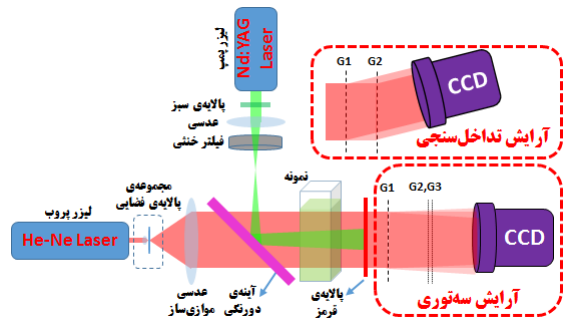 لیزر پمپ
Nd:YAG
Laser
پالایه‌ی سبز
عدسی
فیلتر خنثی
G1
G2
CCD
آرایش تداخل‌سنجی
لیزر پروب
He-Ne Laser
مجموعه‌ی
پالایه‌ی فضایی
عدسی
موازی‌ساز
آینه‌ی
دورنگی
نمونه
پالایه‌ی
قرمز
G1
G2,G3
CCD
آرایش سه‌توری